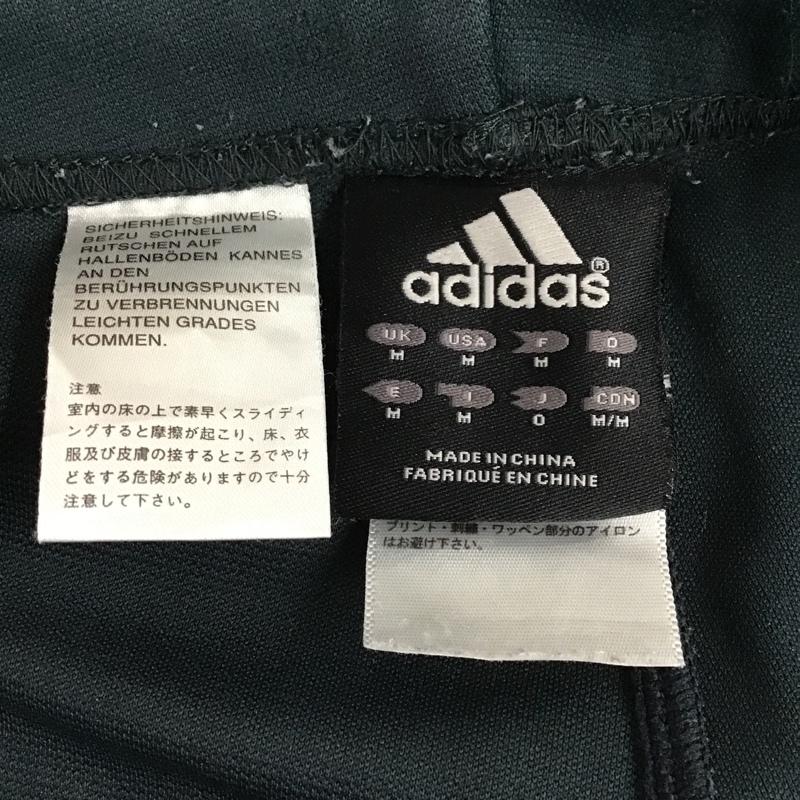 SICHERHEITSHINWEIS:
BEIZU SCHNELLEM
RUTSCHEN AUF
HALLENBÖDEN KANNES
AN DEN
BERÜHRUNGSPUNKTEN
ZU VERBRENNUNGEN
LEICHTEN GRADES
KOMMEN.
注意
室内の床の上で素早くスライディ
ングすると摩擦が起こり、床、衣
服及び皮膚の接するところでやけ
どをする危険がありますので十分
注意して下さい。
adidas®
UK USA F D
M M M M
E I J CDN
M M O M/M
MADE IN CHINA
FABRIQUÉ EN CHINE
プリント・刺繍・ワッペン部分のアイロン
はお避け下さい。